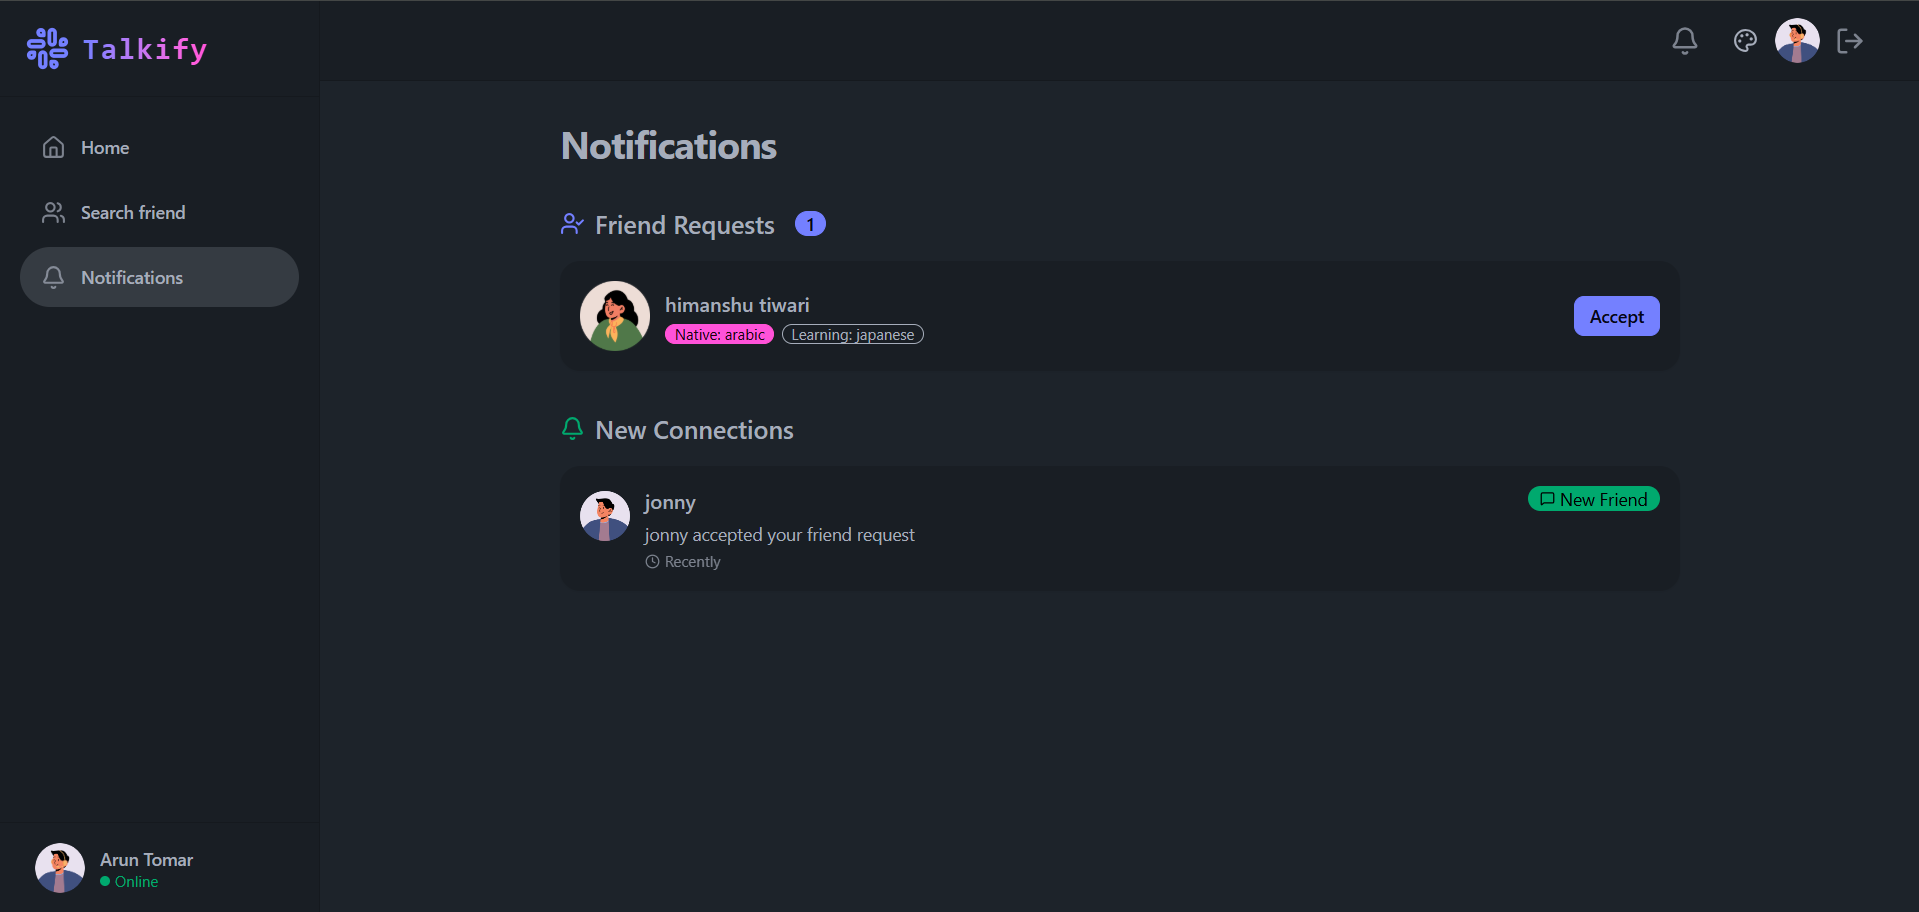 Talkify
Home
Search friend
Notifications
Notifications
Friend Requests 1
himanshu tiwari
Native: arabic Learning: japanese
Accept
New Connections
jonny
New Friend
jonny accepted your friend request
Recently
Arun Tomar
Online